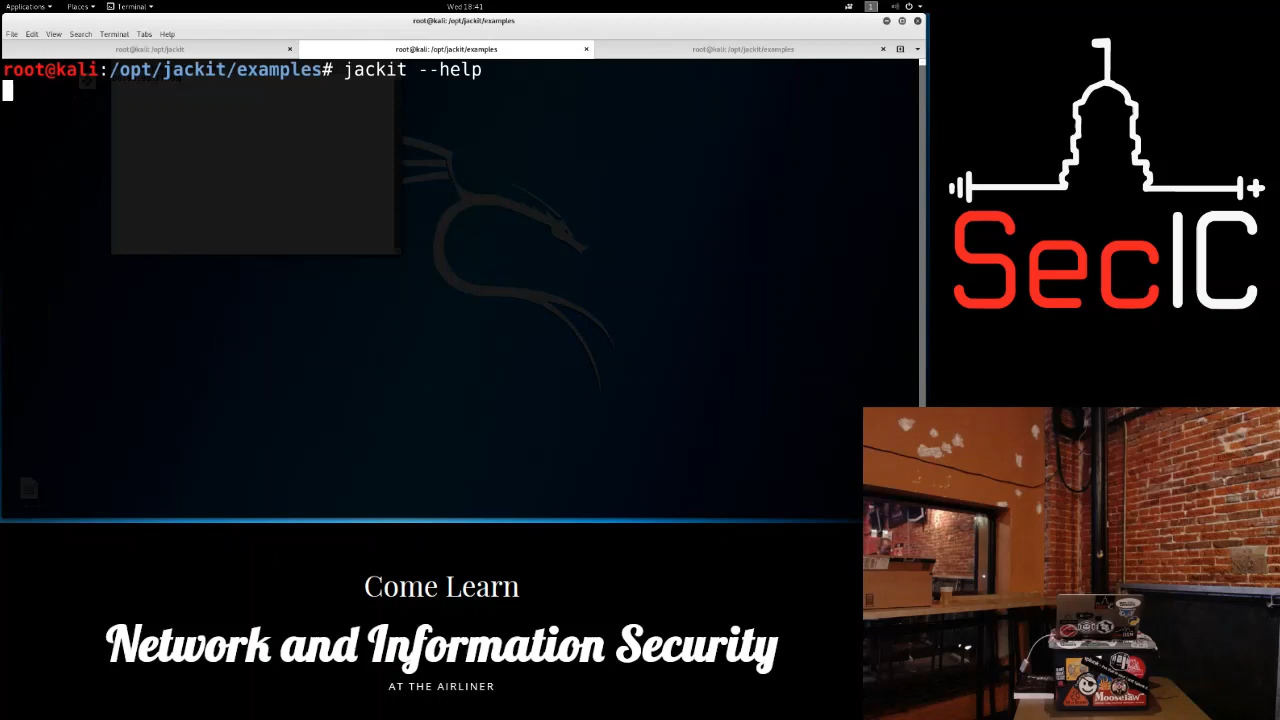 Applications Places Terminal Wed 18:41 1
root@kali: /opt/jackit/examples
File Edit View Search Terminal Tabs Help
root@kali: /opt/jackit root@kali: /opt/jackit/examples root@kali: /opt/jackit/examples
root@kali:/opt/jackit/examples# jackit --help
SecIC
Come Learn
Network and Information Security
AT THE AIRLINER
Moosejaw